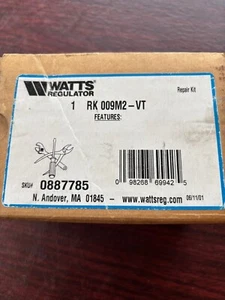 WATTS®
REGULATOR
Repair Kit
1 RK 009M2-VT
FEATURES:
SKU# 0887785
0 98268 69942 5
N. Andover, MA 01845 - www.wattsreg.com 06/11/01